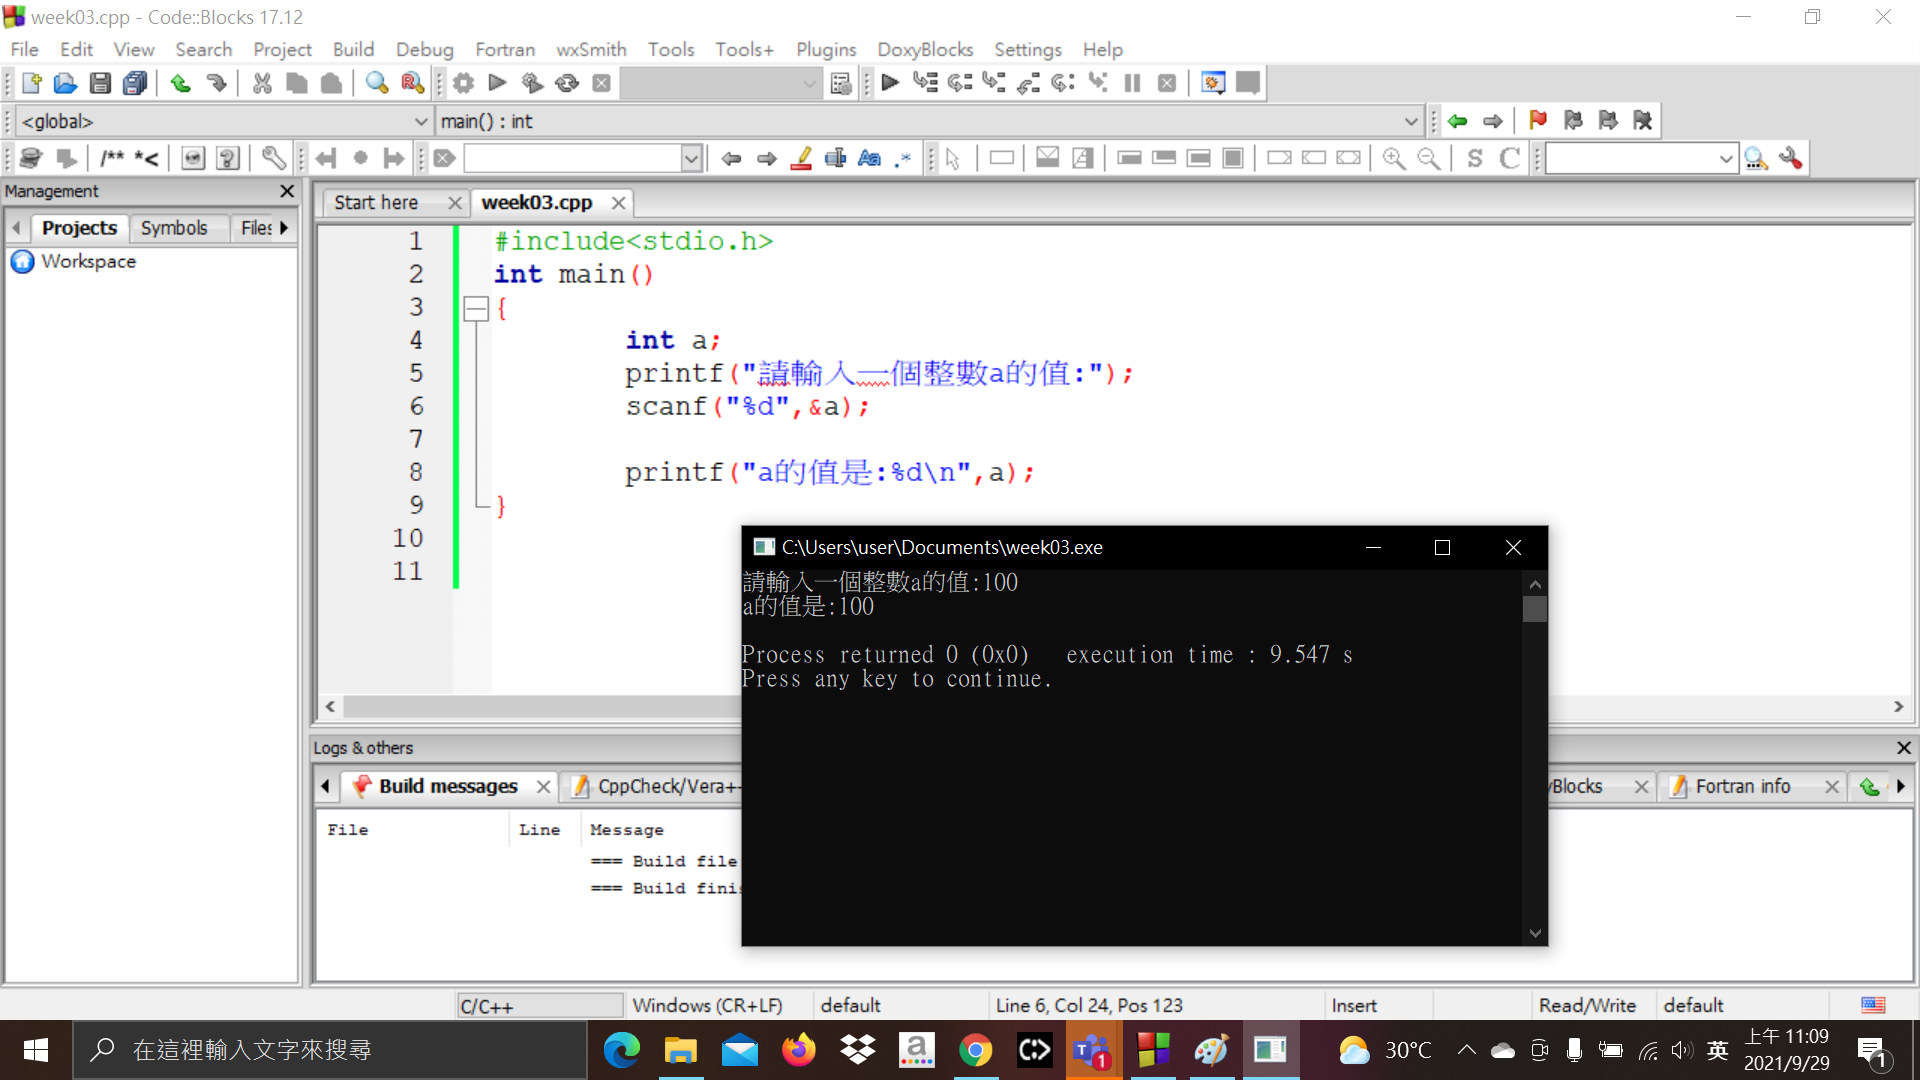 week03.cpp - Code::Blocks 17.12
File Edit View Search Project Build Debug Fortran wxSmith Tools Tools+ Plugins DoxyBlocks Settings Help
<global> main() : int
/** *<
Management
Projects Symbols Files
Workspace
Start here week03.cpp
1 #include<stdio.h>
2 int main()
3 {
4 int a;
5 printf("請輸入一個整數a的值:");
6 scanf("%d",&a);
7
8 printf("a的值是:%d\n",a);
9 }
10
11
C:\Users\user\Documents\week03.exe
請輸入一個整數a的值:100
a的值是:100
Process returned 0 (0x0) execution time : 9.547 s
Press any key to continue.
Logs & others
Build messages CppCheck/Vera+ Blocks Fortran info
File Line Message
=== Build file
=== Build fini
C/C++ Windows (CR+LF) default Line 6, Col 24, Pos 123 Insert Read/Write default
在這裡輸入文字來搜尋
30°C 英 上午 11:09
2021/9/29